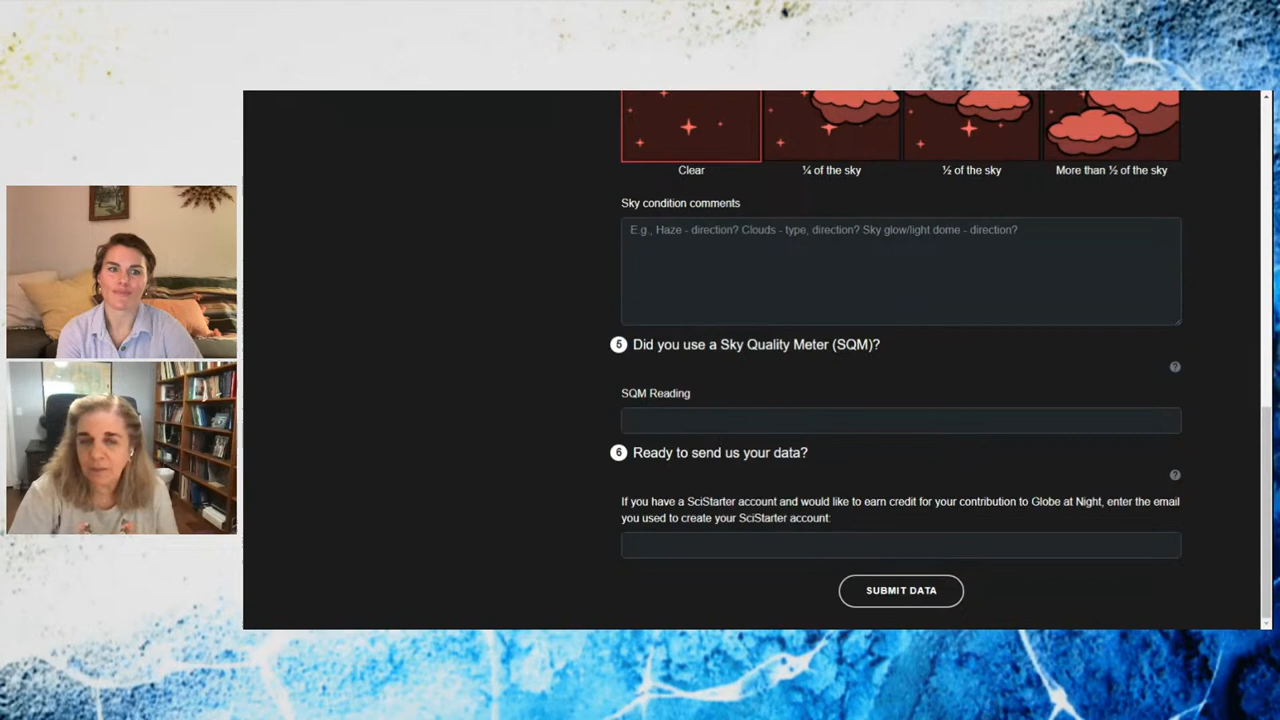 Clear
¼ of the sky
½ of the sky
More than ½ of the sky
Sky condition comments
E.g., Haze - direction? Clouds - type, direction? Sky glow/light dome - direction?
5 Did you use a Sky Quality Meter (SQM)?
?
SQM Reading
6 Ready to send us your data?
?
If you have a SciStarter account and would like to earn credit for your contribution to Globe at Night, enter the email
you used to create your SciStarter account:
SUBMIT DATA